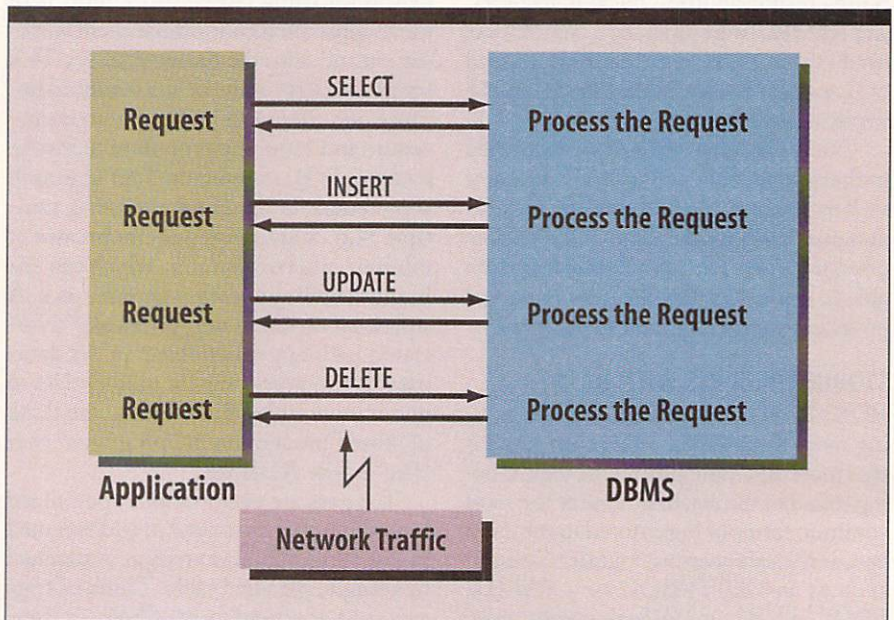 SELECT
Request
Process the Request
INSERT
Request
Process the Request
UPDATE
Request
Process the Request
DELETE
Request
Process the Request
Application
DBMS
Network Traffic